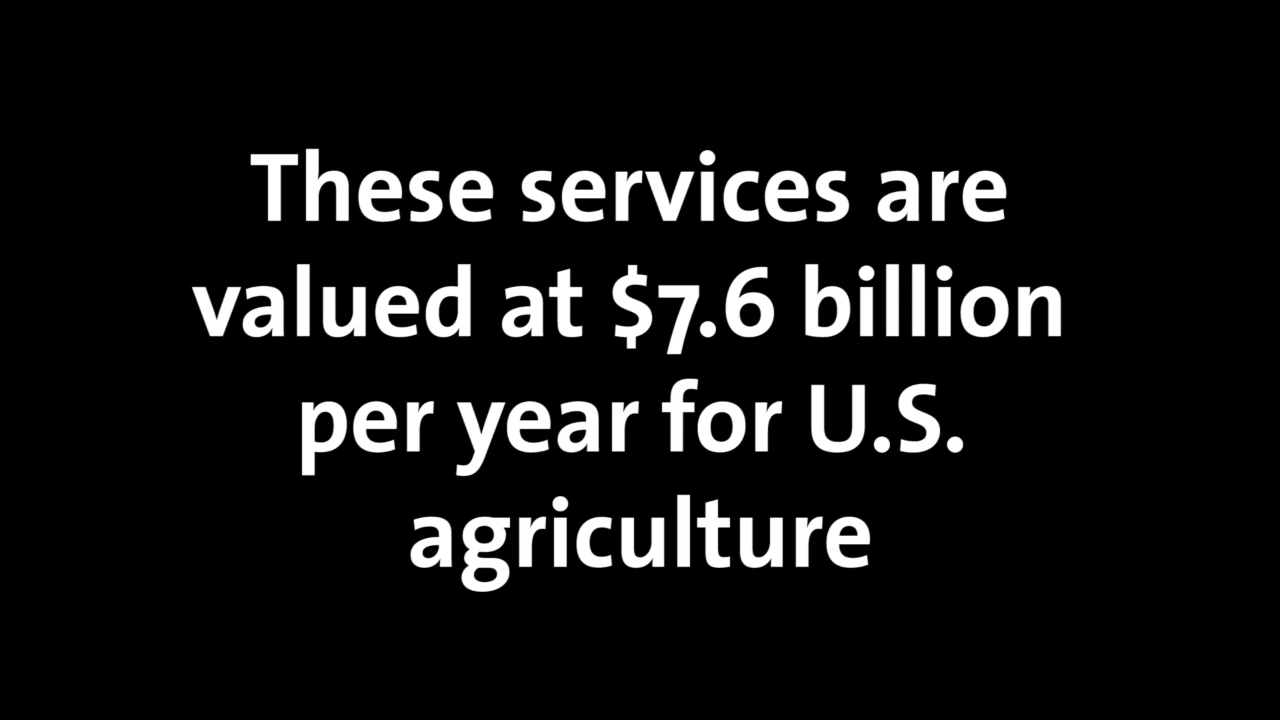 These services are
valued at $7.6 billion
per year for U.S.
agriculture